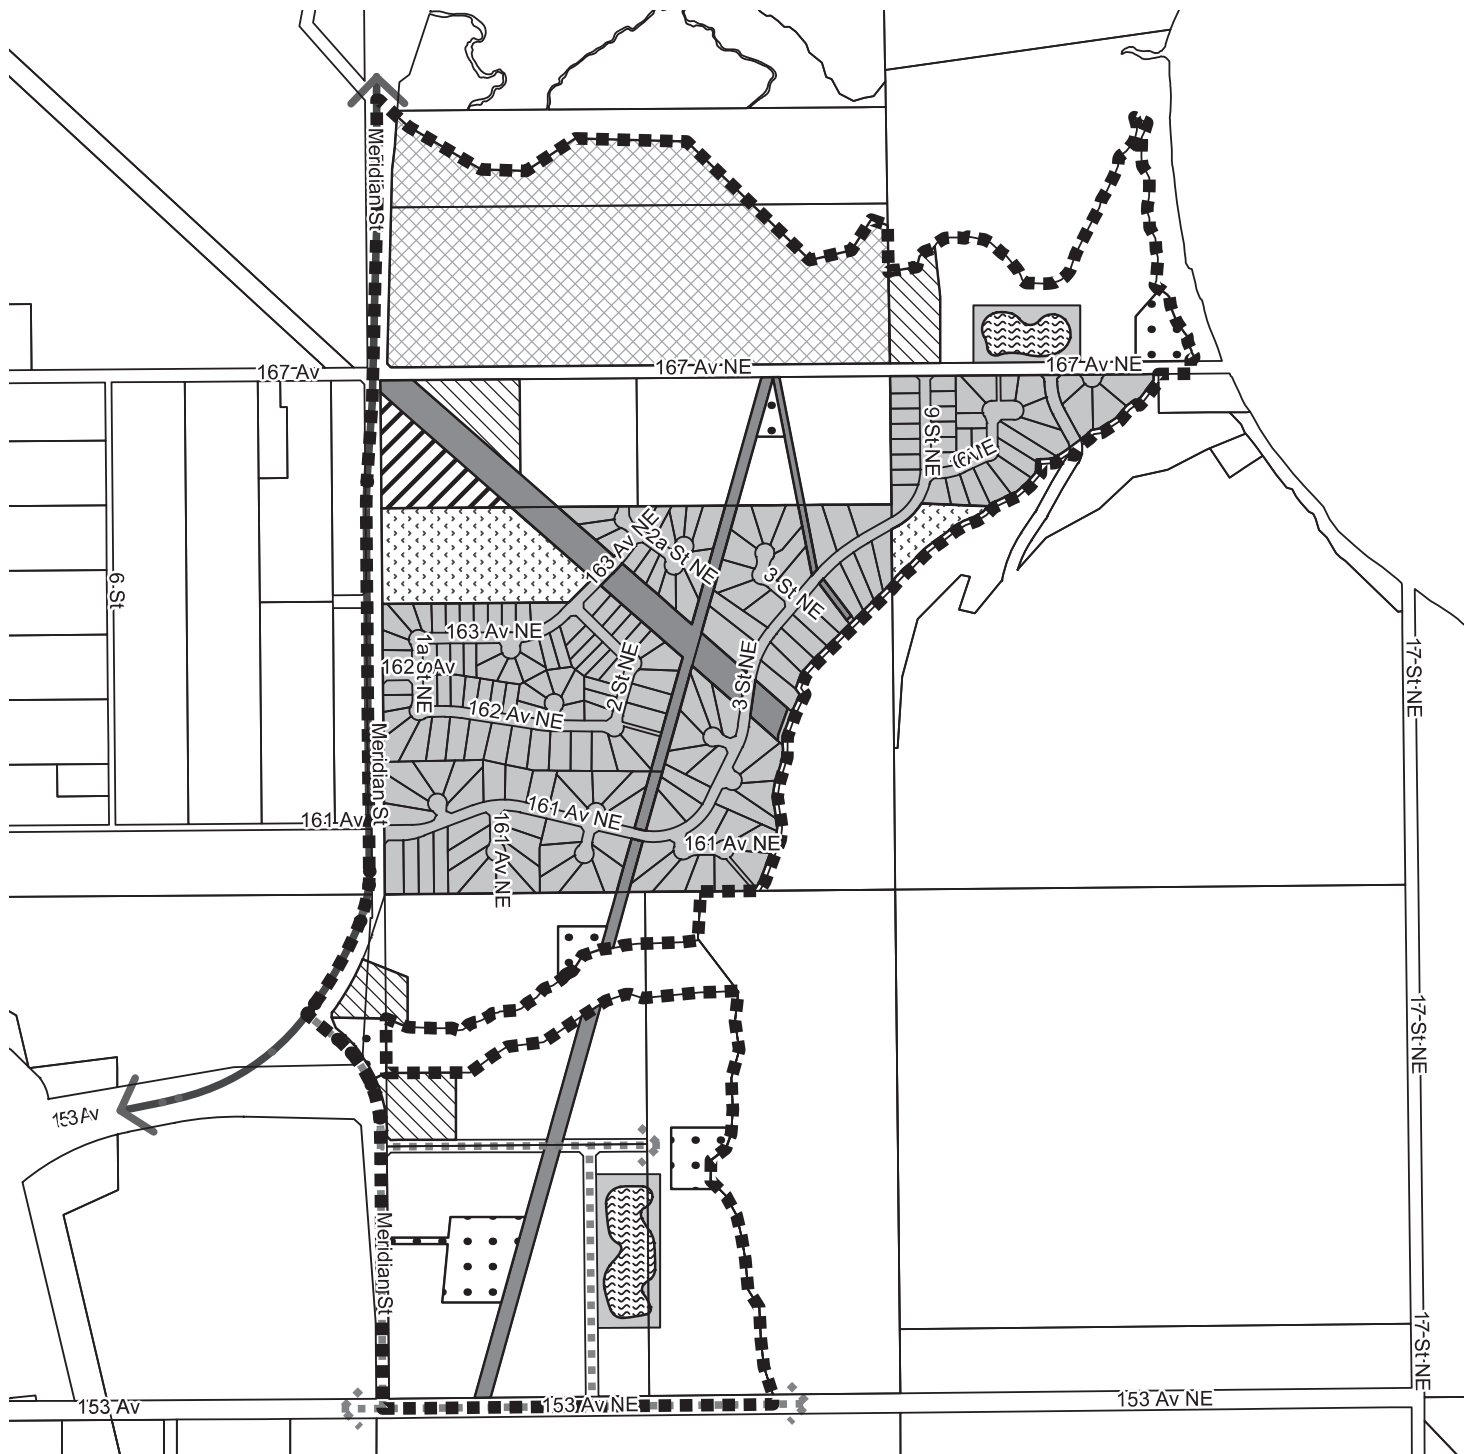 Meridian St
167 Av
167 Av NE
167 Av NE
9 St NE
163 Av NE
2a St NE
3 St NE
6 St
163 Av NE
1a St NE
162 Av
2 St NE
3 St NE
162 Av NE
17 St NE
Meridian St
161 Av
161 Av NE
161 Av NE
161 Av NE
17 St NE
153 Av
Meridian St
17 St NE
153 Av
153 Av NE
153 Av NE